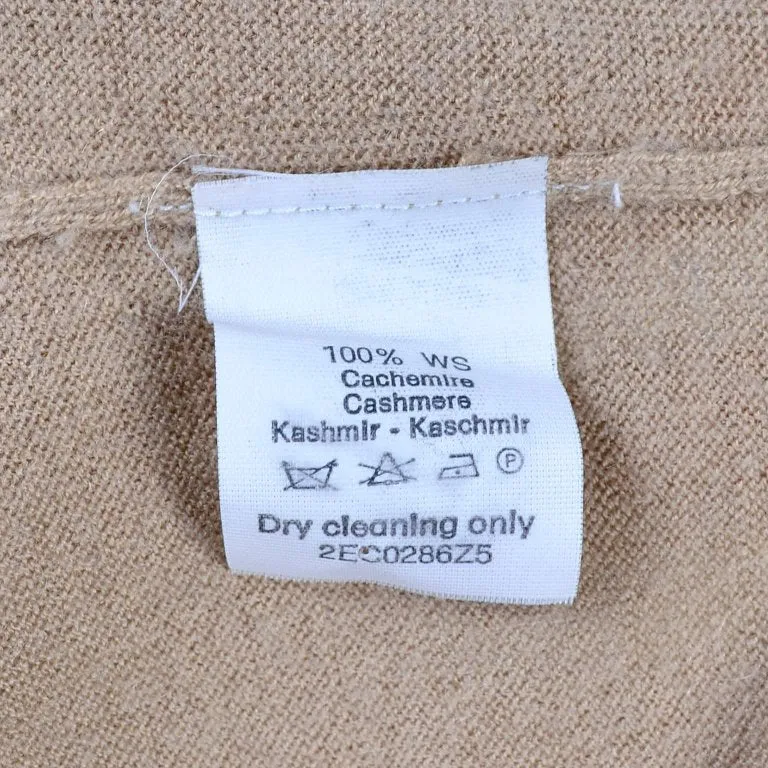 100% WS
Cachemire
Cashmere
Kashmir - Kaschmir
P
Dry cleaning only
2EC0286Z5